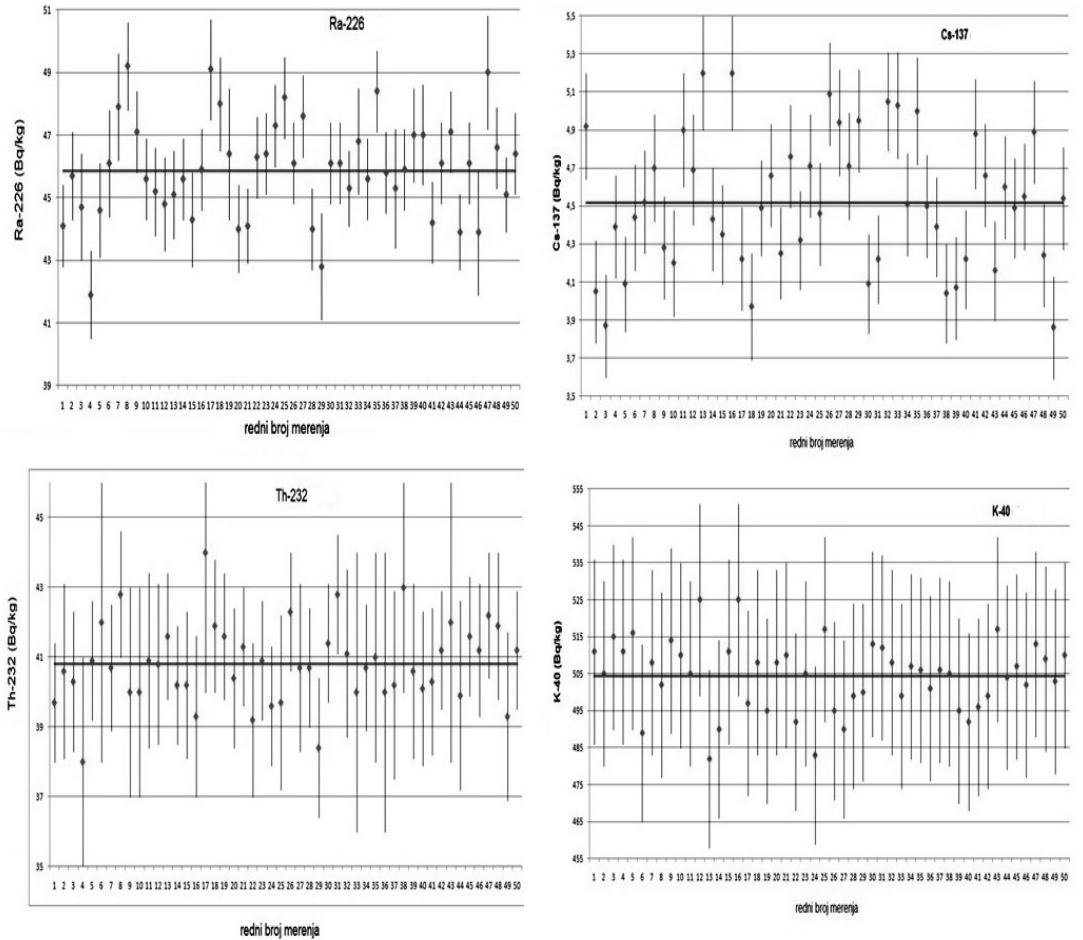 Ra-226
51
49
47
45
43
41
39
Ra-226 (Bq/kg)
1 2 3 4 5 6 7 8 9 10 11 12 13 14 15 16 17 18 19 20 21 22 23 24 25 26 27 28 29 30 31 32 33 34 35 36 37 38 39 40 41 42 43 44 45 46 47 48 49 50
redni broj merenja
Cs-137
5,5
5,3
5,1
4,9
4,7
4,5
4,3
4,1
3,9
3,7
3,5
Cs-137 (Bq/kg)
1 2 3 4 5 6 7 8 9 10 11 12 13 14 15 16 17 18 19 20 21 22 23 24 25 26 27 28 29 30 31 32 33 34 35 36 37 38 39 40 41 42 43 44 45 46 47 48 49 50
redni broj merenja
Th-232
45
43
41
39
37
35
Th-232 (Bq/kg)
1 2 3 4 5 6 7 8 9 10 11 12 13 14 15 16 17 18 19 20 21 22 23 24 25 26 27 28 29 30 31 32 33 34 35 36 37 38 39 40 41 42 43 44 45 46 47 48 49 50
redni broj merenja
K-40
555
545
535
525
515
505
495
485
475
465
455
K-40 (Bq/kg)
1 2 3 4 5 6 7 8 9 10 11 12 13 14 15 16 17 18 19 20 21 22 23 24 25 26 27 28 29 30 31 32 33 34 35 36 37 38 39 40 41 42 43 44 45 46 47 48 49 50
redni broj merenja